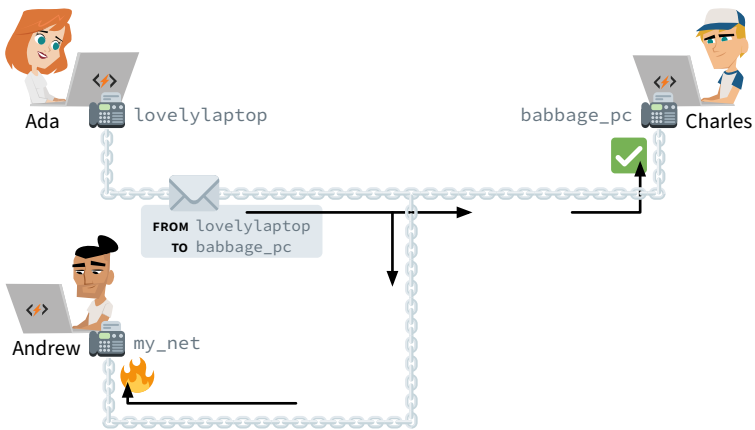 Ada
lovelylaptop
babbage_pc
Charles
FROM lovelylaptop
TO babbage_pc
Andrew
my_net